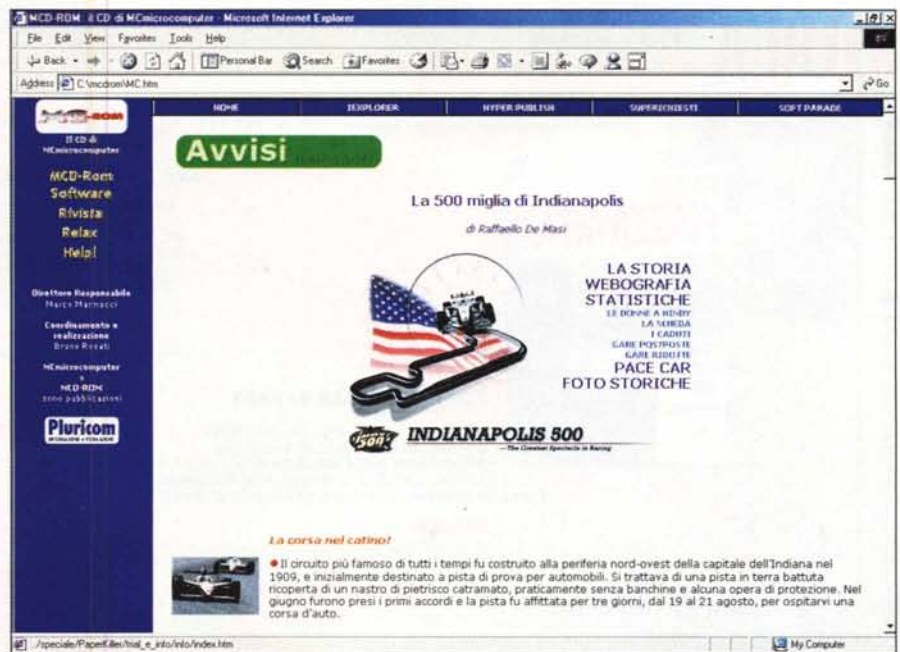 MCD-ROM il CD di MCmicrocomputer - Microsoft Internet Explorer
File Edit View Favorites Tools Help
Back Personal Bar Search Favorites
Address C:\mcdrom\MC.htm Go
HOME IEXPLORER HYPER PUBLISH SUPERICHIESTI SOFT PARADE
Il CD di
MCmicrocomputer
MCD-Rom
Software
Rivista
Relax
Help!
Direttore Responsabile
Marco Marinacci
Coordinamento e
realizzazione
Bruno Rosati
MCmicrocomputer
e
MCD-ROM
sono pubblicazioni
Pluricom
Avvisi
La 500 miglia di Indianapolis
di Raffaello De Masi
LA STORIA
WEBOGRAFIA
STATISTICHE
LE DONNE A HINDY
LA SCHEDA
I CADUTI
GARE POSTPOSTE
GARE RIDOTTE
PACE CAR
FOTO STORICHE
INDIANAPOLIS 500
—The Greatest Spectacle in Racing
La corsa nel catino!
Il circuito più famoso di tutti i tempi fu costruito alla periferia nord-ovest della capitale dell'Indiana nel
1909, e inizialmente destinato a pista di prova per automobili. Si trattava di una pista in terra battuta
ricoperta di un nastro di pietrisco catramato, praticamente senza banchine e alcuna opera di protezione. Nel
giugno furono presi i primi accordi e la pista fu affittata per tre giorni, dal 19 al 21 agosto, per ospitarvi una
corsa d'auto.
../speciale/PaperKiller/trial_e_info/info/index.htm My Computer